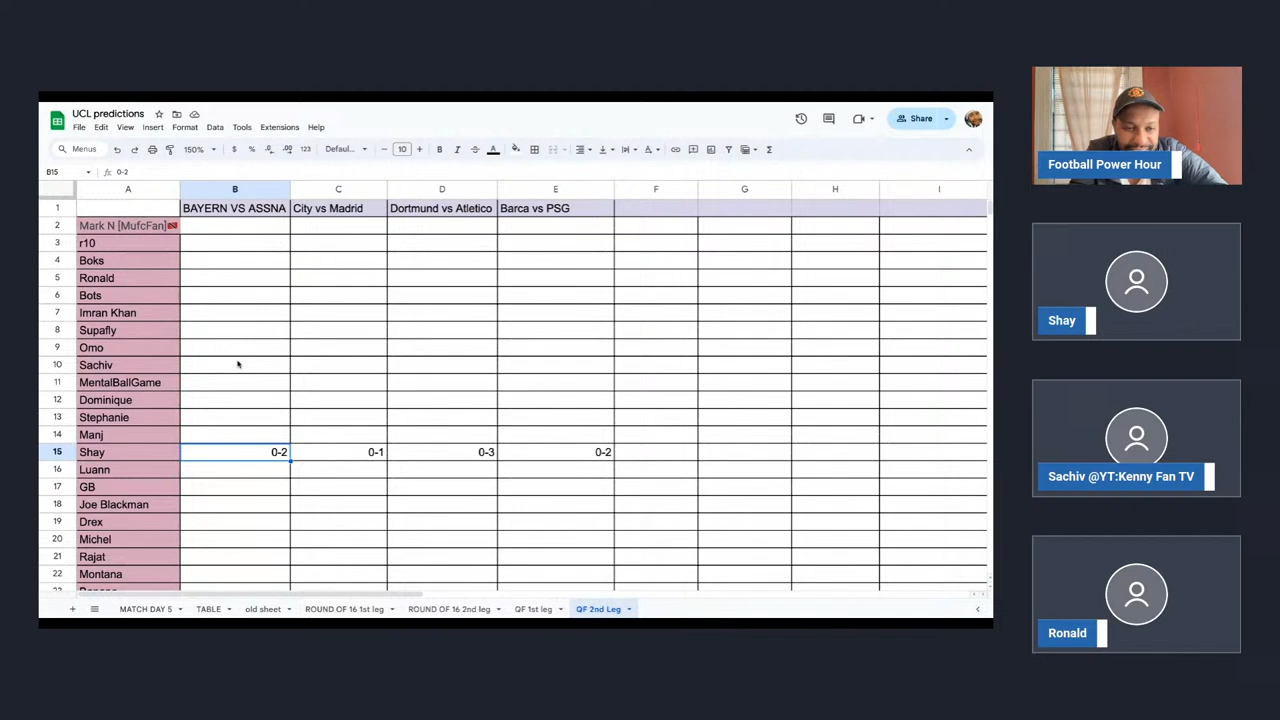 UCL predictions
File Edit View Insert Format Data Tools Extensions Help
Share
Menus 150% $ % .0 .00 123 Defaul... 10 B I A
B15 fx 0-2
A B C D E F G H I
1 BAYERN VS ASSNA City vs Madrid Dortmund vs Atletico Barca vs PSG
2 Mark N [MufcFan]
3 r10
4 Boks
5 Ronald
6 Bots
7 Imran Khan
8 Supafly
9 Omo
10 Sachiv
11 MentalBallGame
12 Dominique
13 Stephanie
14 Manj
15 Shay 0-2 0-1 0-3 0-2
16 Luann
17 GB
18 Joe Blackman
19 Drex
20 Michel
21 Rajat
22 Montana
MATCH DAY 5 TABLE old sheet ROUND OF 16 1st leg ROUND OF 16 2nd leg QF 1st leg QF 2nd Leg
Football Power Hour
Shay
Sachiv @YT:Kenny Fan TV
Ronald